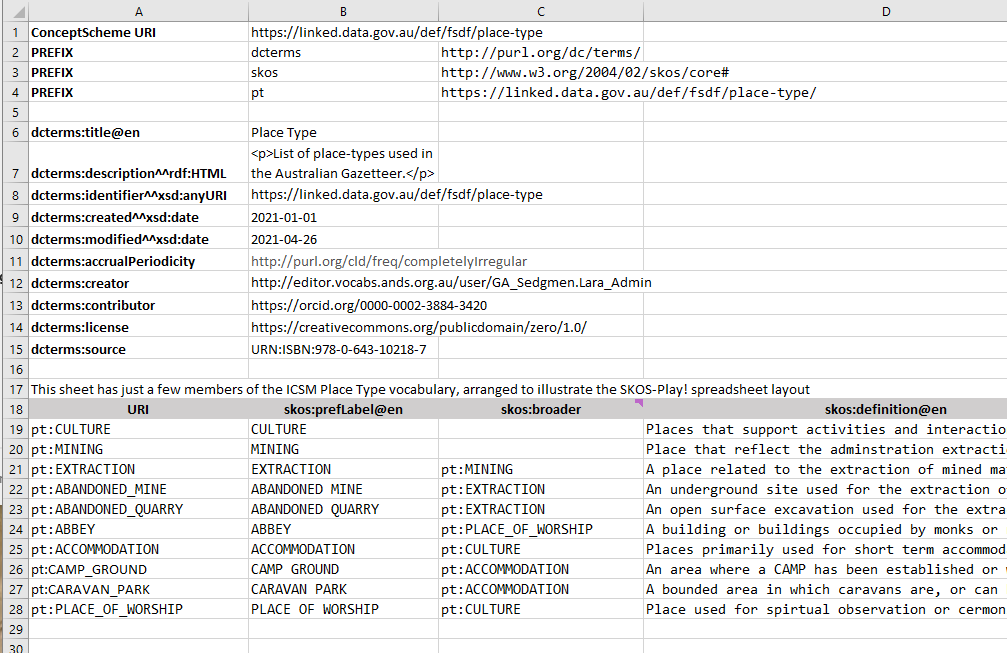 A B C D
1 ConceptScheme URI https://linked.data.gov.au/def/fsdf/place-type
2 PREFIX dcterms http://purl.org/dc/terms/
3 PREFIX skos http://www.w3.org/2004/02/skos/core#
4 PREFIX pt https://linked.data.gov.au/def/fsdf/place-type/
5
6 dcterms:title@en Place Type
<p>List of place-types used in
7 dcterms:description^^rdf:HTML the Australian Gazetteer.</p>
8 dcterms:identifier^^xsd:anyURI https://linked.data.gov.au/def/fsdf/place-type
9 dcterms:created^^xsd:date 2021-01-01
10 dcterms:modified^^xsd:date 2021-04-26
11 dcterms:accrualPeriodicity http://purl.org/cld/freq/completelyIrregular
12 dcterms:creator http://editor.vocabs.ands.org.au/user/GA_Sedgmen.Lara_Admin
13 dcterms:contributor https://orcid.org/0000-0002-3884-3420
14 dcterms:license https://creativecommons.org/publicdomain/zero/1.0/
15 dcterms:source URN:ISBN:978-0-643-10218-7
16
17 This sheet has just a few members of the ICSM Place Type vocabulary, arranged to illustrate the SKOS-Play! spreadsheet layout
18 URI skos:prefLabel@en skos:broader skos:definition@en
19 pt:CULTURE CULTURE Places that support activities and interactio
20 pt:MINING MINING Place that reflect the adminstration extracti
21 pt:EXTRACTION EXTRACTION pt:MINING A place related to the extraction of mined ma
22 pt:ABANDONED_MINE ABANDONED MINE pt:EXTRACTION An underground site used for the extraction o
23 pt:ABANDONED_QUARRY ABANDONED QUARRY pt:EXTRACTION An open surface excavation used for the extra
24 pt:ABBEY ABBEY pt:PLACE_OF_WORSHIP A building or buildings occupied by monks or
25 pt:ACCOMMODATION ACCOMMODATION pt:CULTURE Places primarily used for short term accommod
26 pt:CAMP_GROUND CAMP GROUND pt:ACCOMMODATION An area where a CAMP has been established or
27 pt:CARAVAN_PARK CARAVAN PARK pt:ACCOMMODATION A bounded area in which caravans are, or can
28 pt:PLACE_OF_WORSHIP PLACE OF WORSHIP pt:CULTURE Place used for spirtual observation or cermon
29
30